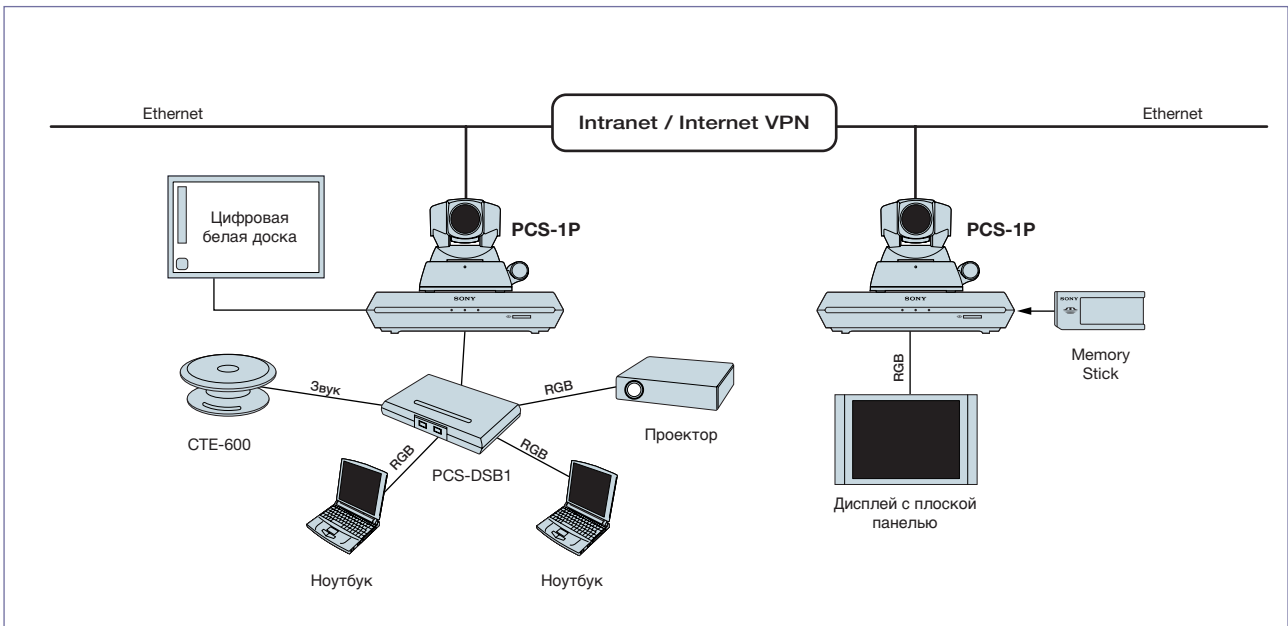 Ethernet
Intranet / Internet VPN
Ethernet
Цифровая
белая доска
PCS-1P
PCS-1P
SONY
SONY
SONY
Memory
Stick
Звук
RGB
RGB
CTE-600
Проектор
RGB
RGB
PCS-DSB1
Дисплей с плоской
панелью
Ноутбук
Ноутбук